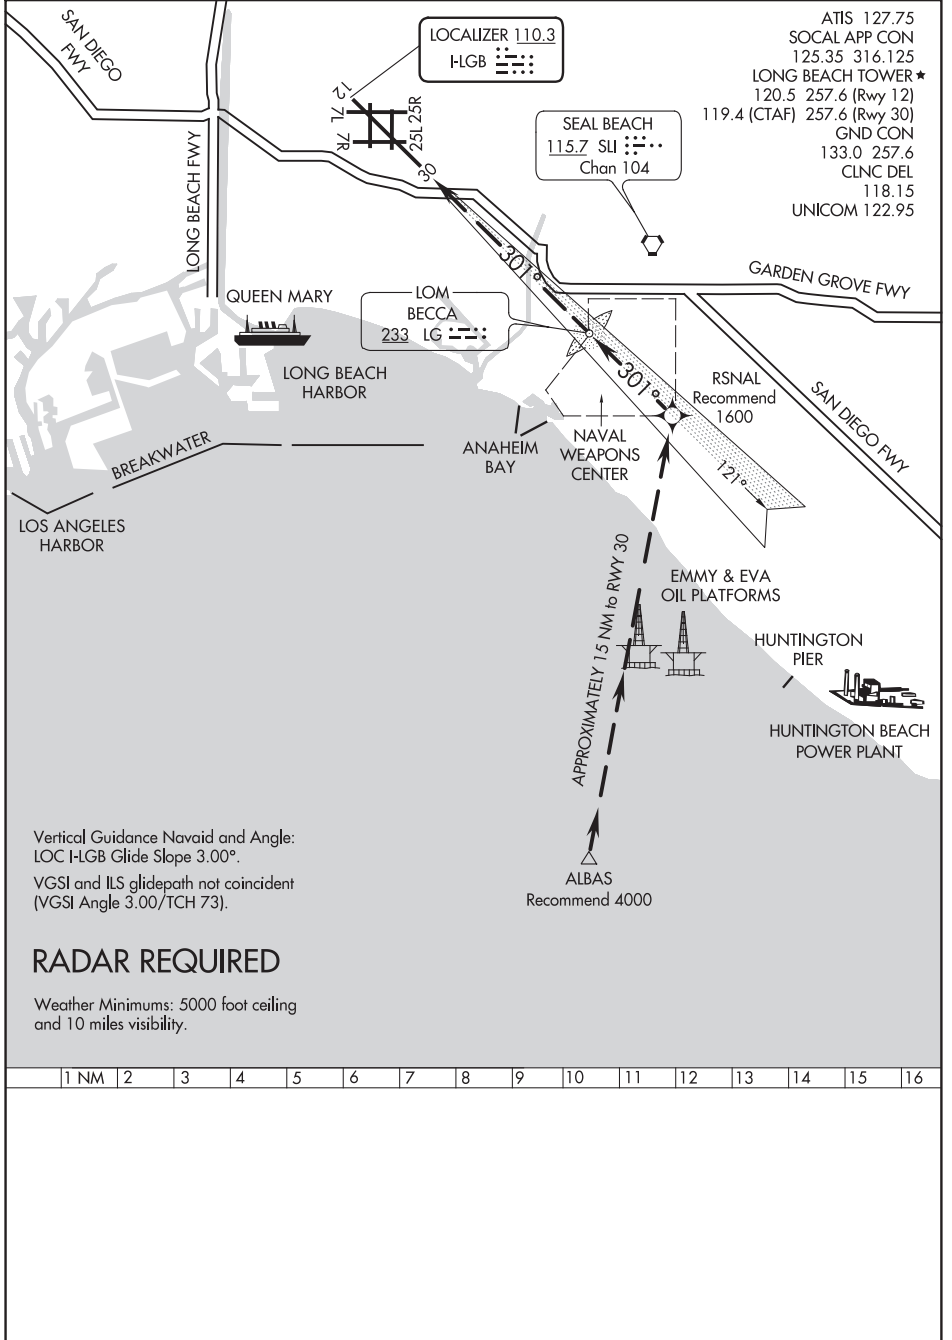 ATIS 127.75
SOCAL APP CON
125.35 316.125
LONG BEACH TOWER ★
120.5 257.6 (Rwy 12)
119.4 (CTAF) 257.6 (Rwy 30)
GND CON
133.0 257.6
CLNC DEL
118.15
UNICOM 122.95
SAN DIEGO
FWY
LOCALIZER 110.3
I-LGB
12
7L
7R
25R
25L
30
SEAL BEACH
115.7 SLI
Chan 104
LONG BEACH FWY
301°
GARDEN GROVE FWY
QUEEN MARY
LOM
BECCA
233 LG
LONG BEACH
HARBOR
301°
RSNAL
Recommend
1600
SAN DIEGO FWY
BREAKWATER
ANAHEIM
BAY
NAVAL
WEAPONS
CENTER
121°
LOS ANGELES
HARBOR
APPROXIMATELY 15 NM to RWY 30
EMMY & EVA
OIL PLATFORMS
HUNTINGTON
PIER
HUNTINGTON BEACH
POWER PLANT
Vertical Guidance Navaid and Angle:
LOC I-LGB Glide Slope 3.00°.
VGSI and ILS glidepath not coincident
(VGSI Angle 3.00/TCH 73).
ALBAS
Recommend 4000
RADAR REQUIRED
Weather Minimums: 5000 foot ceiling
and 10 miles visibility.
1 NM 2 3 4 5 6 7 8 9 10 11 12 13 14 15 16